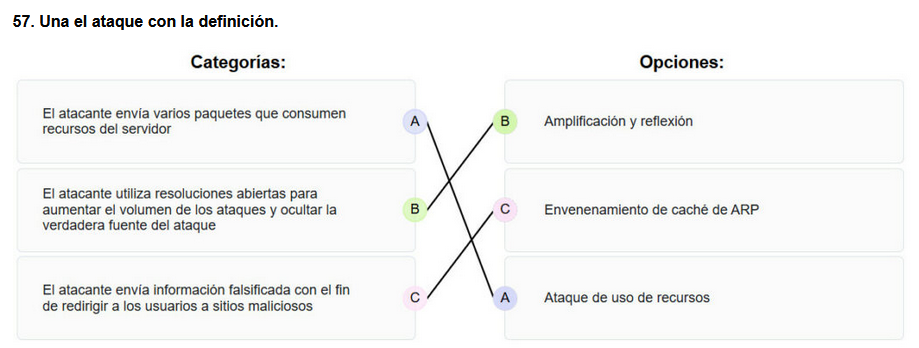 57. Una el ataque con la definición.
Categorías:
Opciones:
El atacante envía varios paquetes que consumen
recursos del servidor
A
B
Amplificación y reflexión
El atacante utiliza resoluciones abiertas para
aumentar el volumen de los ataques y ocultar la
verdadera fuente del ataque
B
C
Envenenamiento de caché de ARP
El atacante envía información falsificada con el fin
de redirigir a los usuarios a sitios maliciosos
C
A
Ataque de uso de recursos